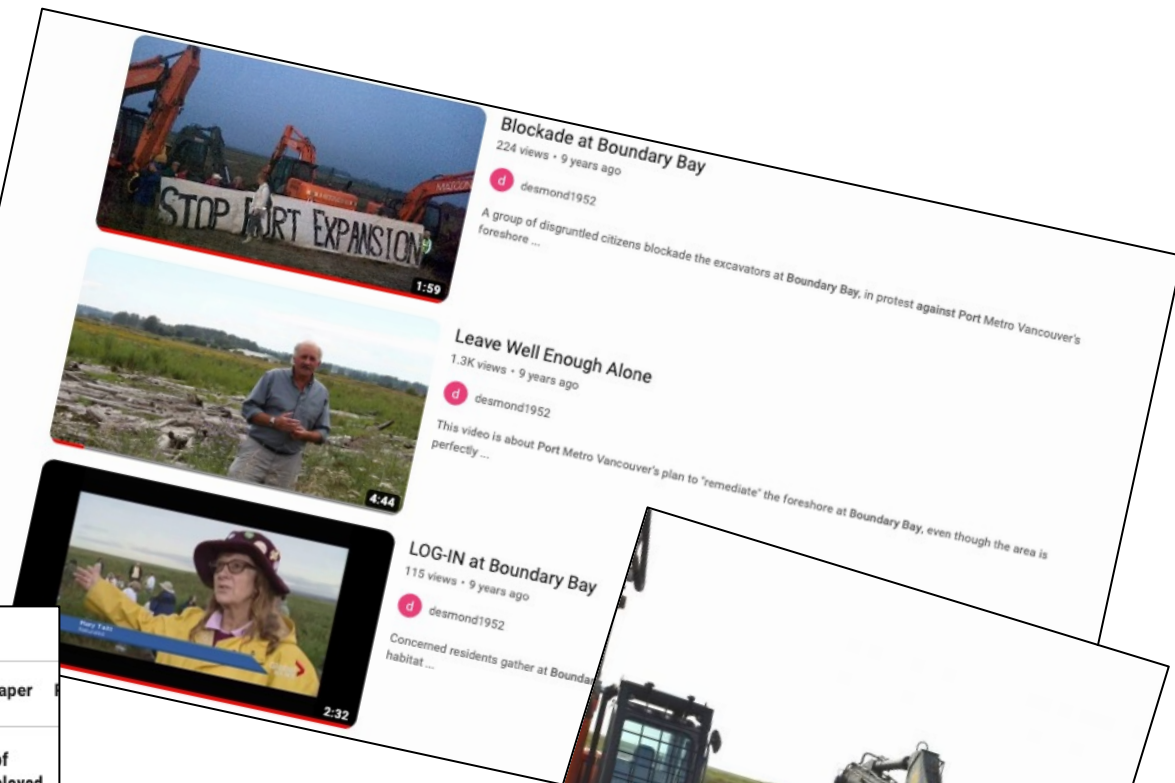 Blockade at Boundary Bay
224 views • 9 years ago
d desmond1952
A group of disgruntled citizens blockade the excavators at Boundary Bay, in protest against Port Metro Vancouver's
foreshore ...
STOP PORT EXPANSION
1:59
Leave Well Enough Alone
1.3K views • 9 years ago
d desmond1952
This video is about Port Metro Vancouver's plan to "remediate" the foreshore at Boundary Bay, even though the area is
perfectly ...
4:44
LOG-IN at Boundary Bay
115 views • 9 years ago
d desmond1952
Concerned residents gather at Boundar
habitat ...
2:32
aper
of